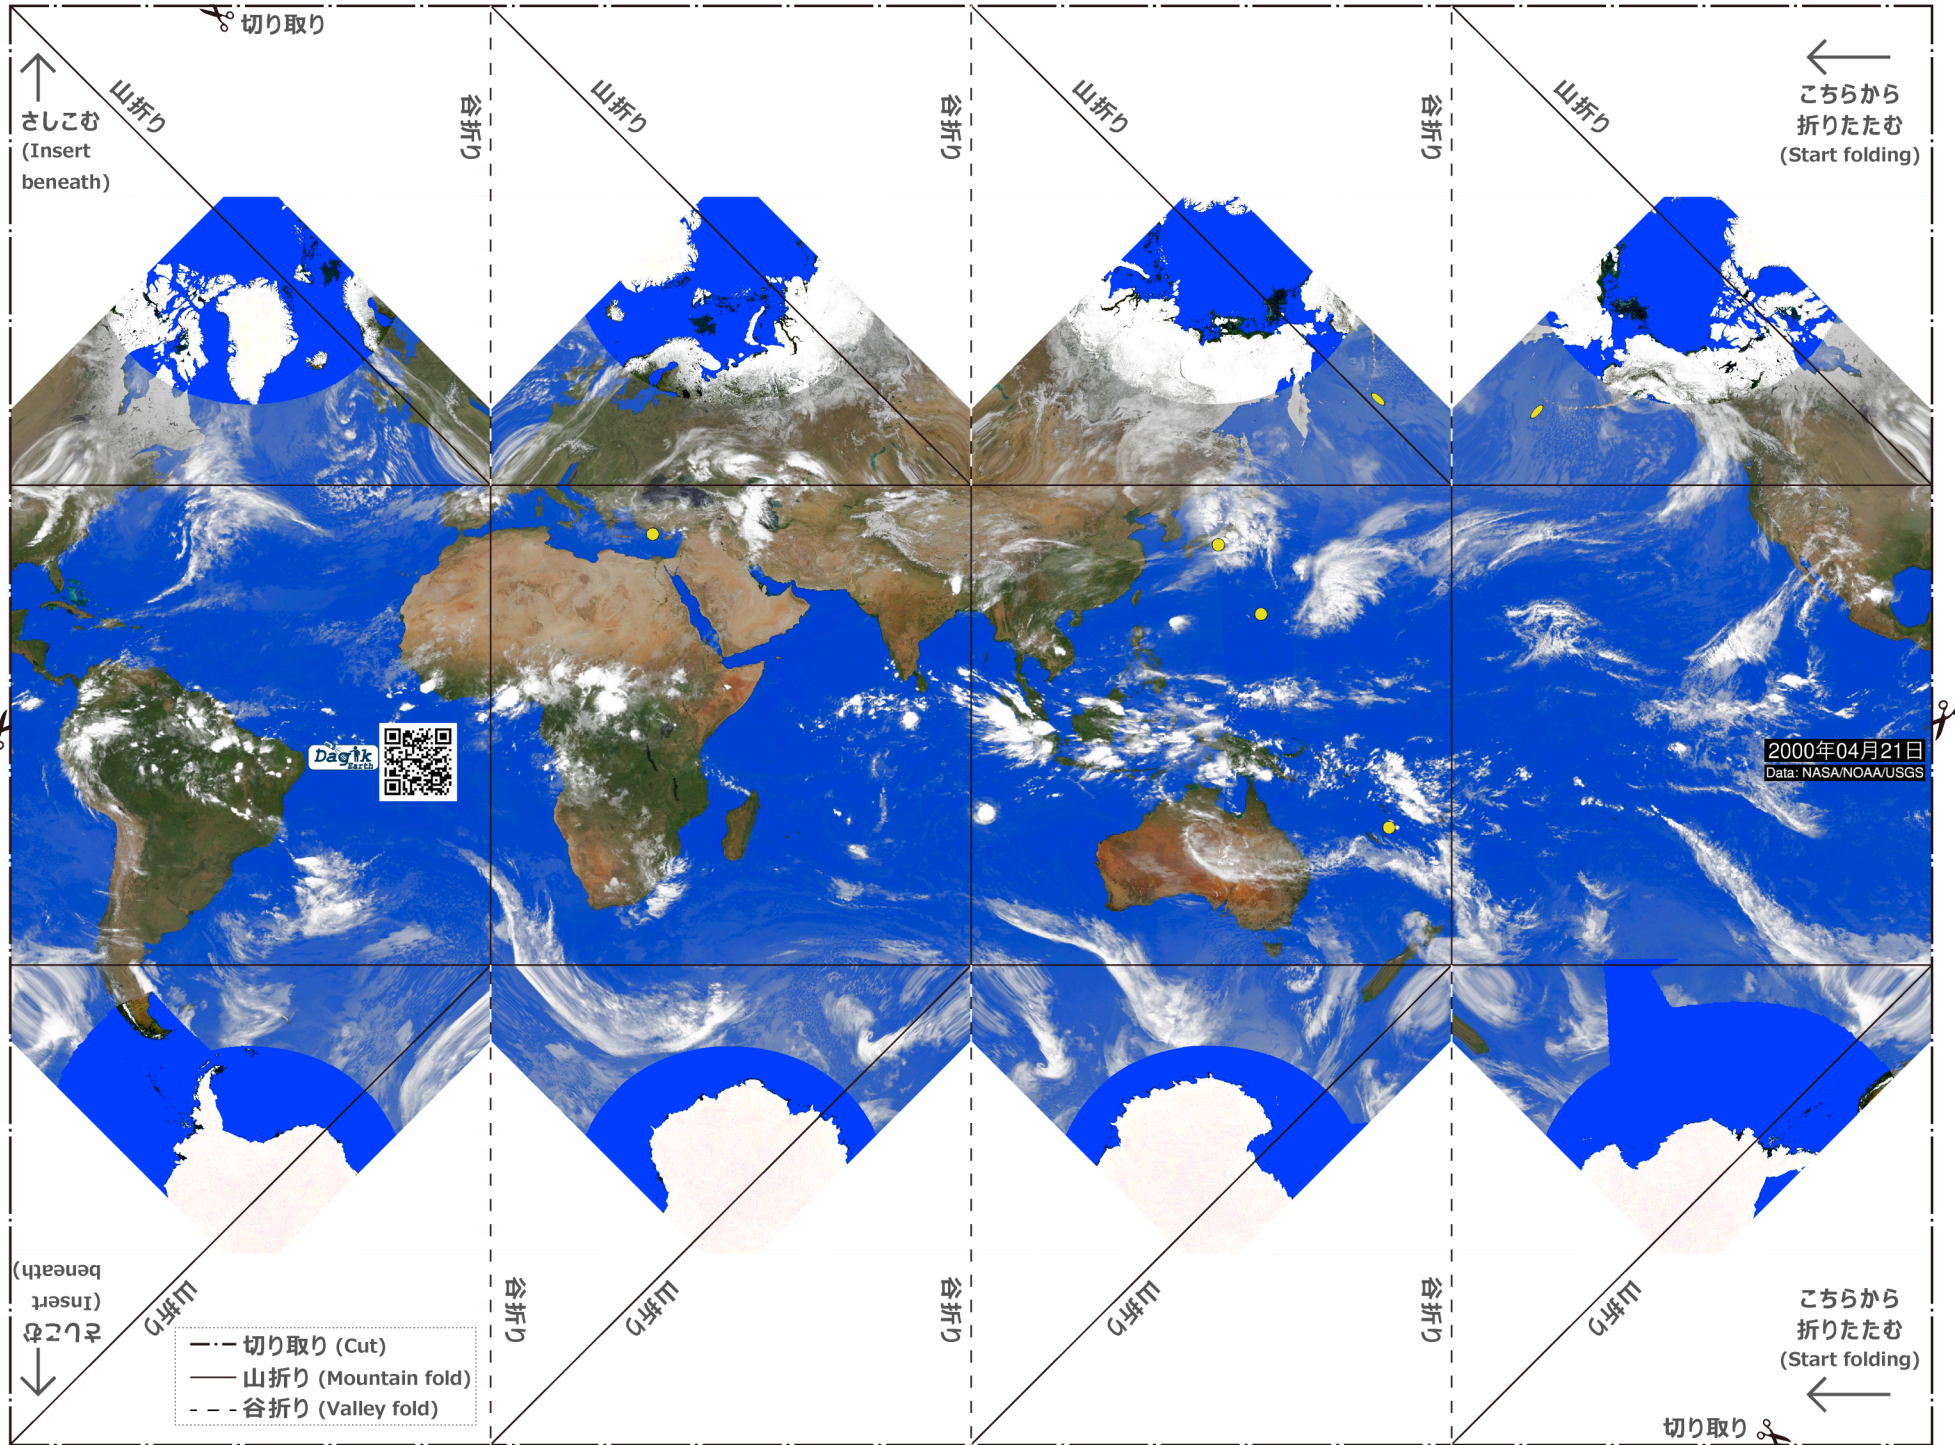 切り取り
さしこむ
(Insert
beneath)
山折り
谷折り
山折り
谷折り
山折り
谷折り
山折り
こちらから
折りたたむ
(Start folding)
Dagik
Earth
2000年04月21日
Data: NASA/NOAA/USGS
さしこむ
(Insert
beneath)
山折り
谷折り
山折り
谷折り
山折り
谷折り
山折り
こちらから
折りたたむ
(Start folding)
切り取り (Cut)
山折り (Mountain fold)
谷折り (Valley fold)
切り取り